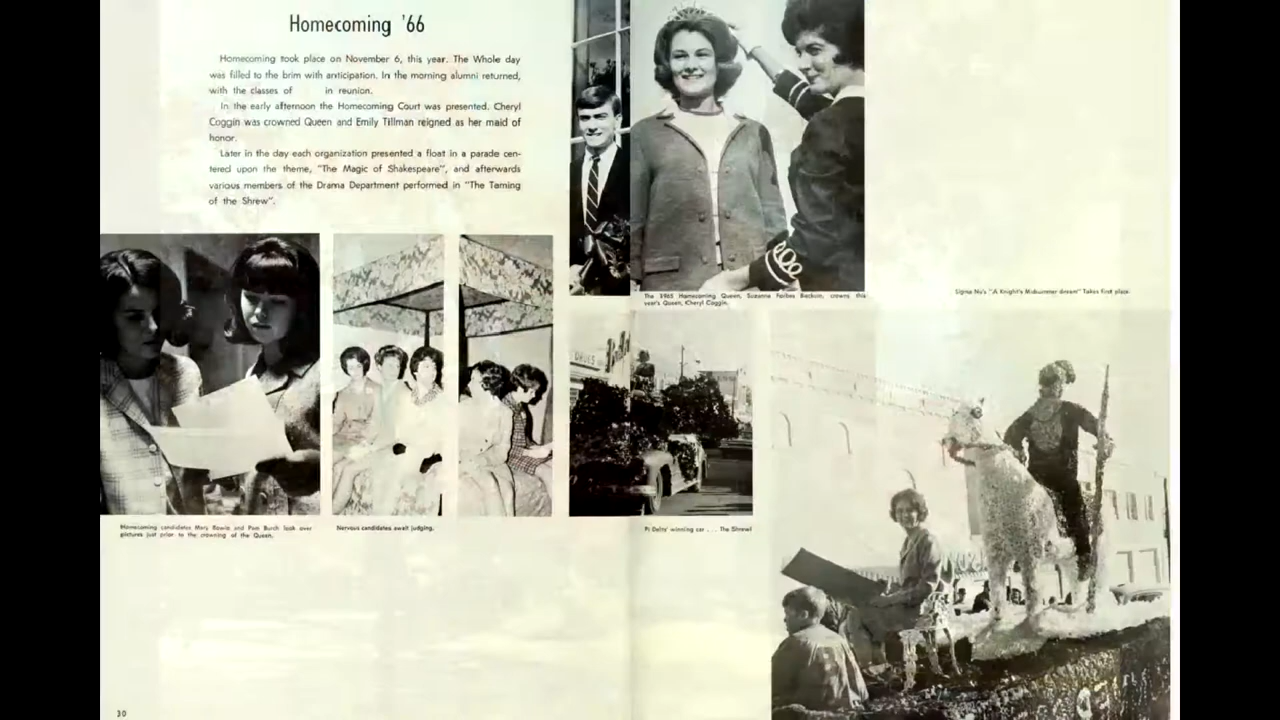 Homecoming '66
Homecoming took place on November 6, this year. The Whole day
was filled to the brim with anticipation. In the morning alumni returned,
with the classes of in reunion.
In the early afternoon the Homecoming Court was presented. Cheryl
Coggin was crowned Queen and Emily Tillman reigned as her maid of
honor.
Later in the day each organization presented a float in a parade cen-
tered upon the theme, "The Magic of Shakespeare", and afterwards
various members of the Drama Department performed in "The Taming
of the Shrew".
The 1965 Homecoming Queen, Suzanne Faillies Backum, crowns this
year's Queen, Cheryl Coggin.
Sigma Nu's "A Knight's Midsummer dream" Takes first place.
DRUGS
Homecoming candidates Mary Rowie and Pam Burch look over
pictures just prior to the crowning of the Queen.
Nervous candidates await judging.
Pi Delts' winning car . . . The Shrew!
30